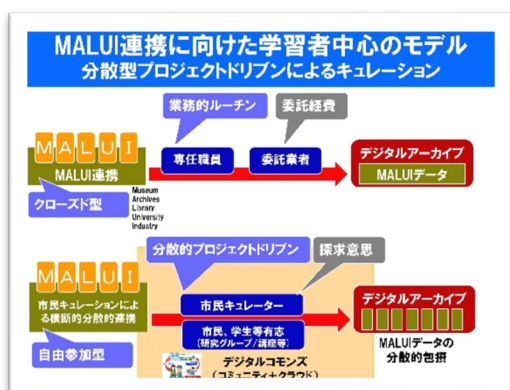 MALUI連携に向けた学習者中心のモデル
分散型プロジェクトドリブンによるキュレーション
業務的ルーチン
委託経費
MALUI
MALUI連携
専任職員
委託業者
デジタルアーカイブ
MALUIデータ
クローズド型
Museum
Archives
Library
University
Industry
分散的プロジェクトドリブン
探求意思
MALUI
市民キュレーションによ
る横断的分散的連携
市民キュレーター
市民、学生等有志
(研究グループ/講座等)
デジタルアーカイブ
MALUIデータの
分散的包摂
自由参加型
デジタルコモンズ
(コミュニティ+クラウド)